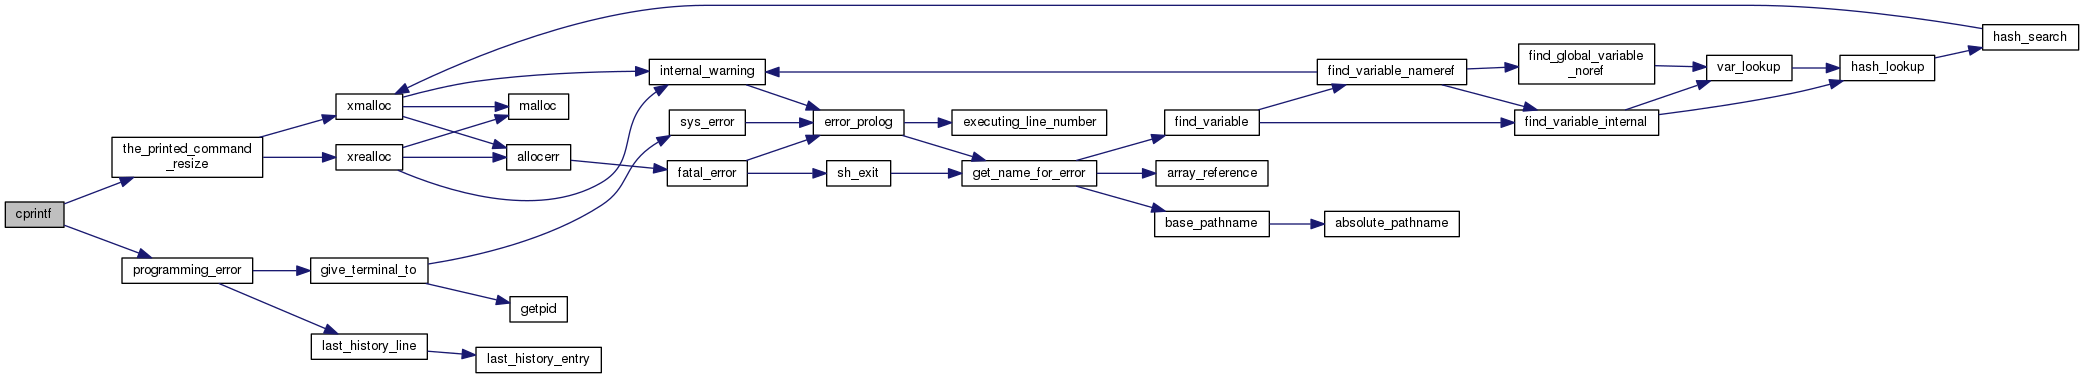 cprintf
the_printed_command
_resize
programming_error
xmalloc
xrealloc
give_terminal_to
last_history_line
malloc
allocerr
getpid
last_history_entry
internal_warning
sys_error
fatal_error
error_prolog
sh_exit
executing_line_number
get_name_for_error
find_variable
array_reference
base_pathname
find_variable_nameref
absolute_pathname
find_global_variable
_noref
find_variable_internal
var_lookup
hash_lookup
hash_search